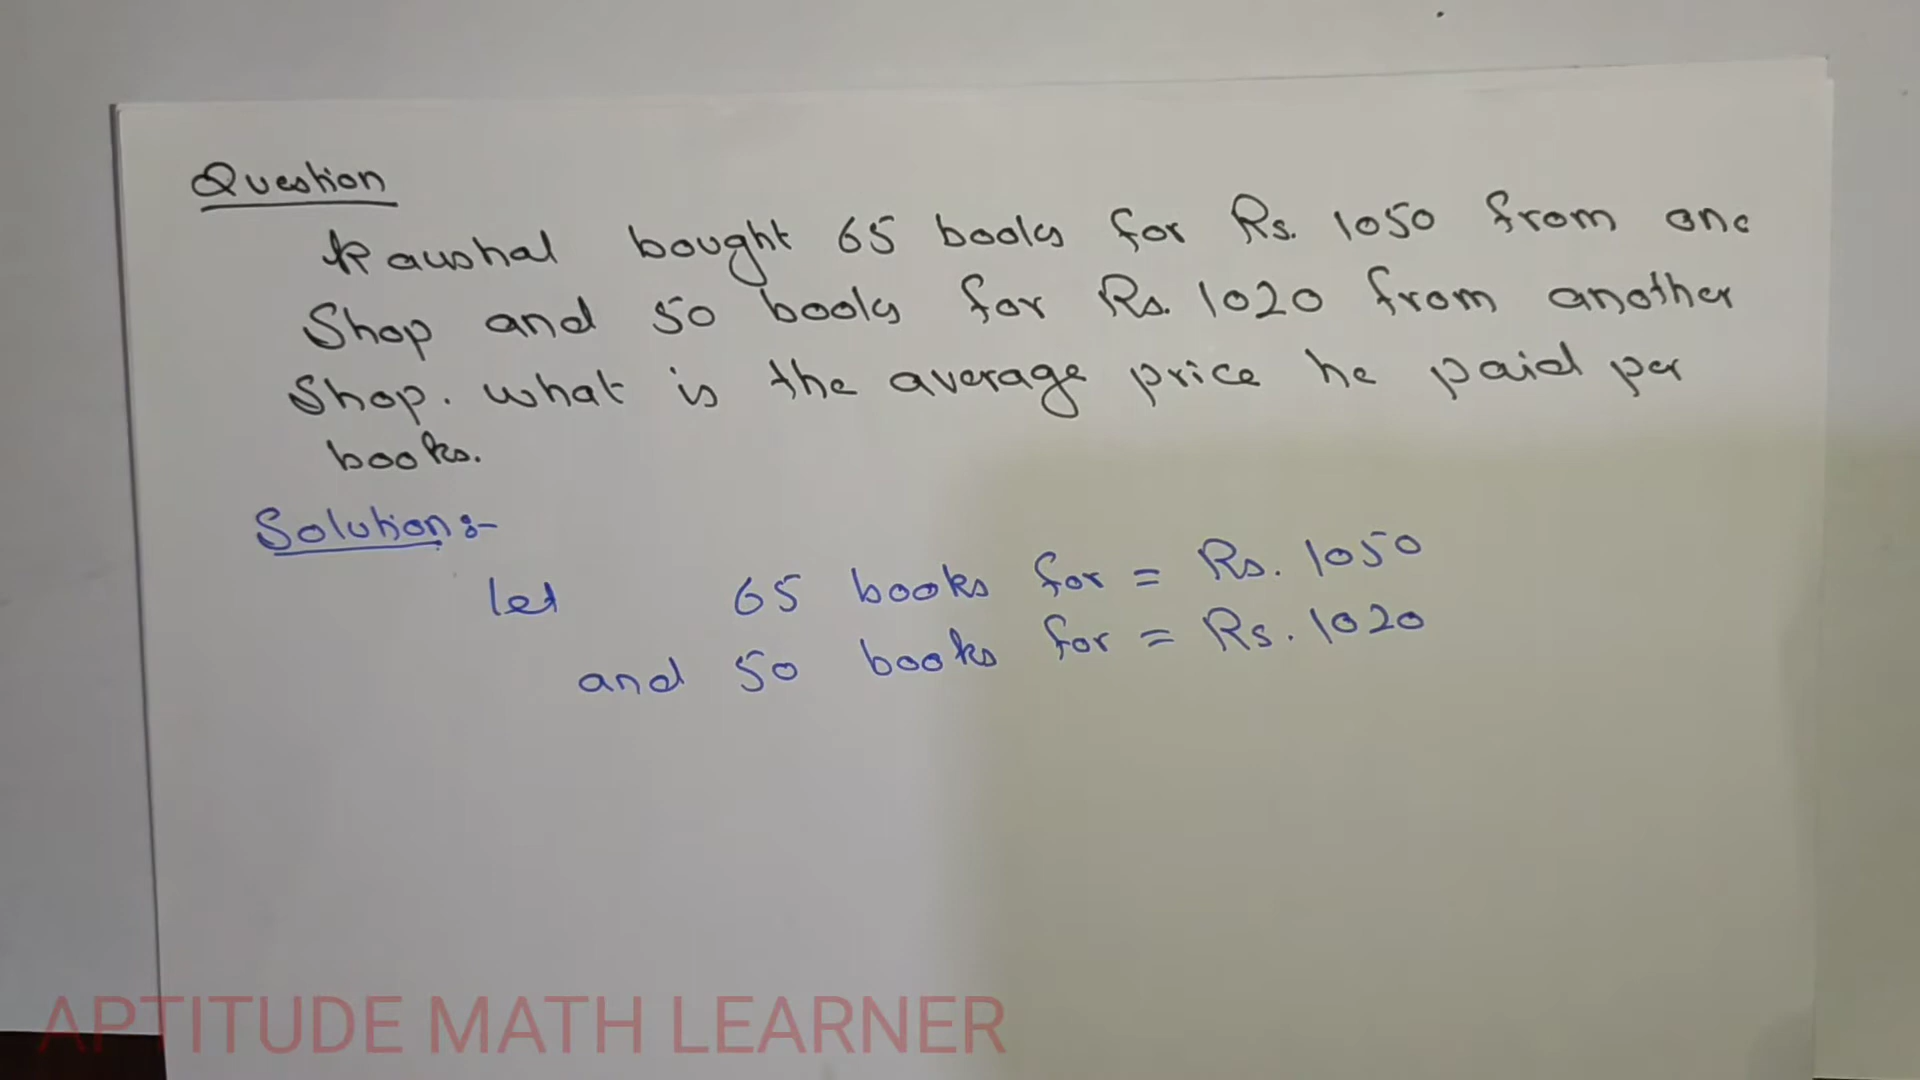 Question
Kaushal bought 65 books for Rs. 1050 from one
Shop and 50 books for Rs. 1020 from another
Shop. what is the average price he paid per
books.
Solution:-
let 65 books for = Rs. 1050
and 50 books for = Rs. 1020
APTITUDE MATH LEARNER